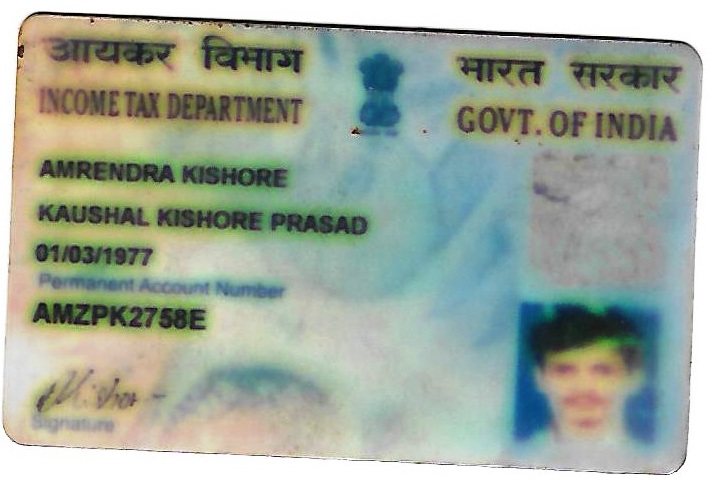 आयकर विभाग
INCOME TAX DEPARTMENT
भारत सरकार
GOVT. OF INDIA
AMRENDRA KISHORE
KAUSHAL KISHORE PRASAD
01/03/1977
Permanent Account Number
AMZPK2758E
Signature